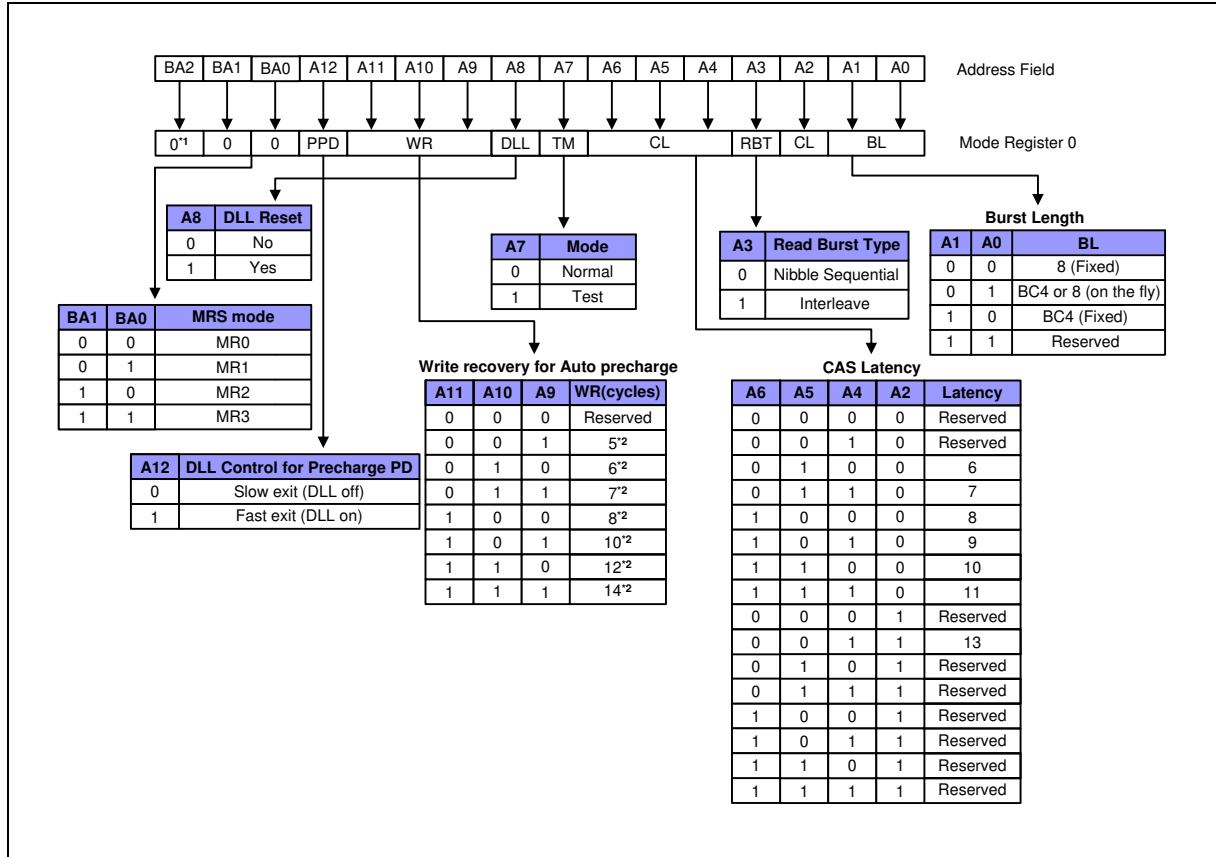 BA2 BA1 BA0 A12 A11 A10 A9 A8 A7 A6 A5 A4 A3 A2 A1 A0 Address Field
0*1 0 0 PPD WR DLL TM CL RBT CL BL Mode Register 0
A8 DLL Reset
0 No
1 Yes
A7 Mode
0 Normal
1 Test
A3 Read Burst Type
0 Nibble Sequential
1 Interleave
Burst Length
A1 A0 BL
0 0 8 (Fixed)
0 1 BC4 or 8 (on the fly)
1 0 BC4 (Fixed)
1 1 Reserved
BA1 BA0 MRS mode
0 0 MR0
0 1 MR1
1 0 MR2
1 1 MR3
A12 DLL Control for Precharge PD
0 Slow exit (DLL off)
1 Fast exit (DLL on)
Write recovery for Auto precharge
A11 A10 A9 WR(cycles)
0 0 0 Reserved
0 0 1 5*2
0 1 0 6*2
0 1 1 7*2
1 0 0 8*2
1 0 1 10*2
1 1 0 12*2
1 1 1 14*2
CAS Latency
A6 A5 A4 A2 Latency
0 0 0 0 Reserved
0 0 1 0 Reserved
0 1 0 0 6
0 1 1 0 7
1 0 0 0 8
1 0 1 0 9
1 1 0 0 10
1 1 1 0 11
0 0 0 1 Reserved
0 0 1 1 13
0 1 0 1 Reserved
0 1 1 1 Reserved
1 0 0 1 Reserved
1 0 1 1 Reserved
1 1 0 1 Reserved
1 1 1 1 Reserved